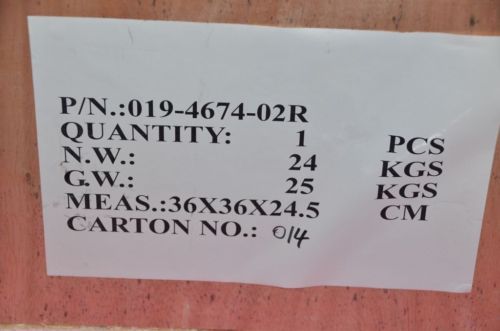 P/N.:019-4674-02R
QUANTITY: 1 PCS
N.W.: 24 KGS
G.W.: 25 KGS
MEAS.:36X36X24.5 CM
CARTON NO.: 014